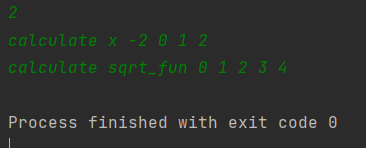 2
calculate x -2 0 1 2
calculate sqrt_fun 0 1 2 3 4
Process finished with exit code 0